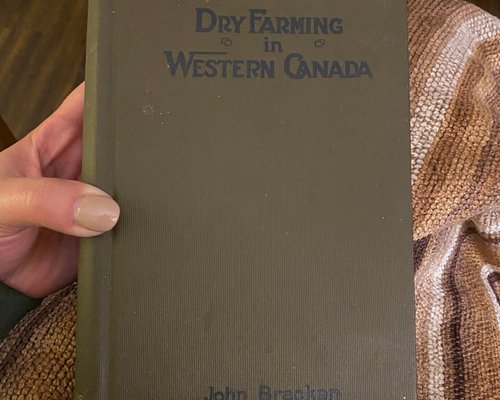 Dry Farming
in
Western Canada
John Bracken